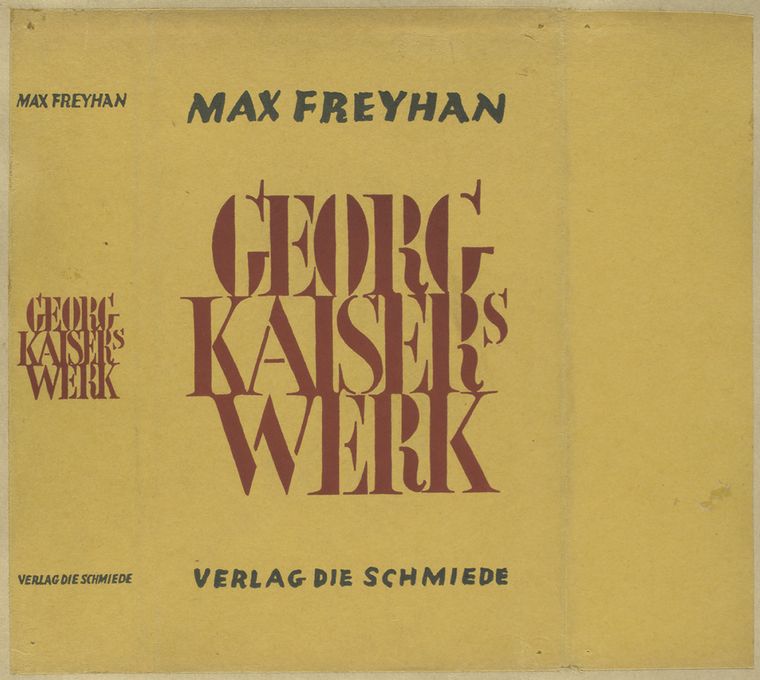 MAX FREYHAN
GEORG
KAISERS
WERK
VERLAG DIE SCHMIEDE
MAX FREYHAN
GEORG
KAISERS
WERK
VERLAG DIE SCHMIEDE